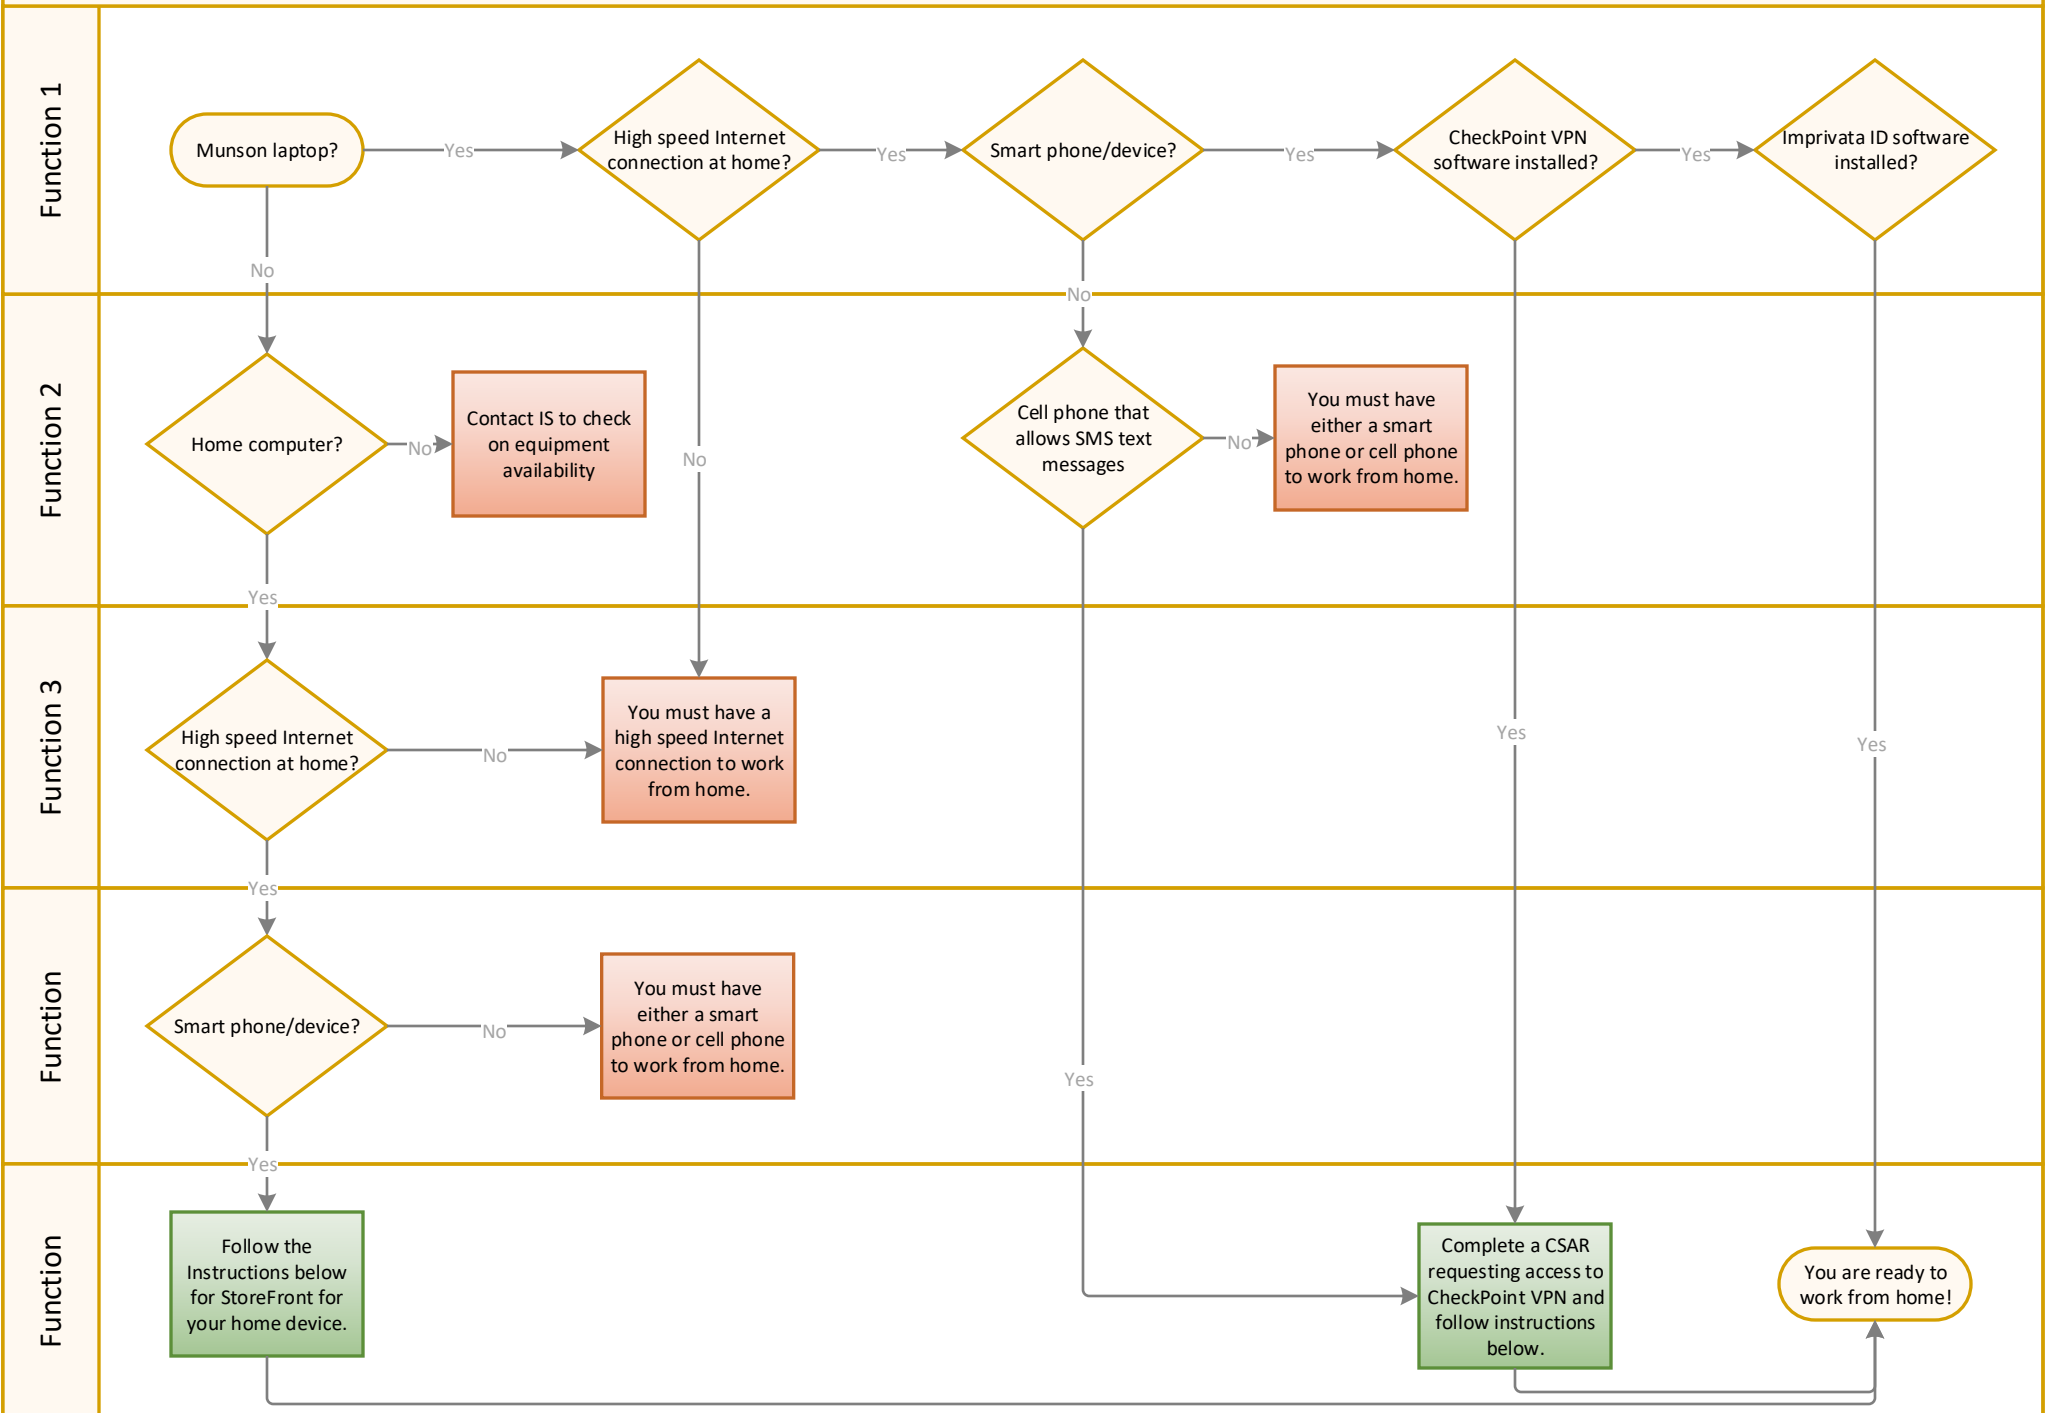 Function 1
Munson laptop?
Yes
High speed Internet
connection at home?
Yes
Smart phone/device?
Yes
CheckPoint VPN
software installed?
Yes
Imprivata ID software
installed?
No
No
Function 2
Home computer?
No
Contact IS to check
on equipment
availability
No
Cell phone that
allows SMS text
messages
No
You must have
either a smart
phone or cell phone
to work from home.
Yes
Function 3
High speed Internet
connection at home?
No
You must have a
high speed Internet
connection to work
from home.
Yes
Yes
Yes
Function
Smart phone/device?
No
You must have
either a smart
phone or cell phone
to work from home.
Yes
Yes
Function
Follow the
Instructions below
for StoreFront for
your home device.
Complete a CSAR
requesting access to
CheckPoint VPN and
follow instructions
below.
You are ready to
work from home!